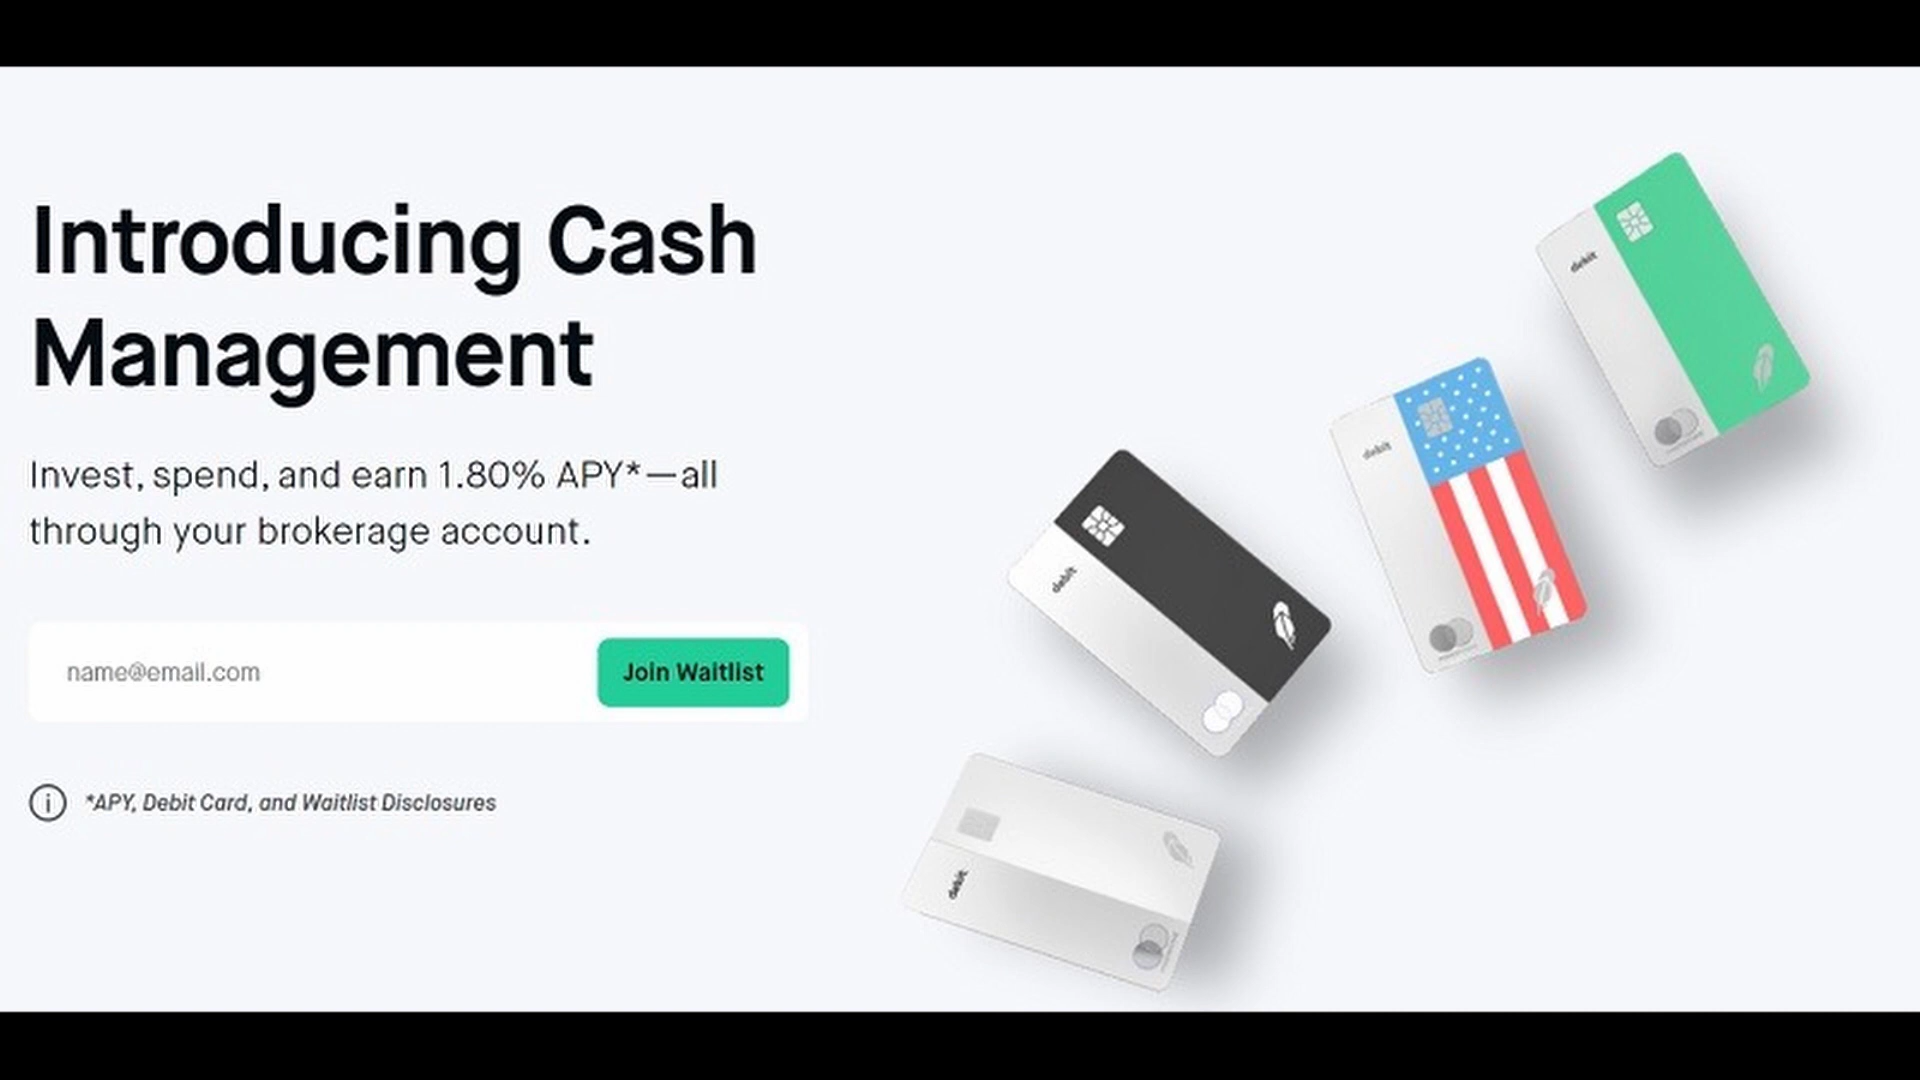 Introducing Cash
Management
Invest, spend, and earn 1.80% APY*—all
through your brokerage account.
name@email.com
Join Waitlist
*APY, Debit Card, and Waitlist Disclosures
debit
debit
debit
debit